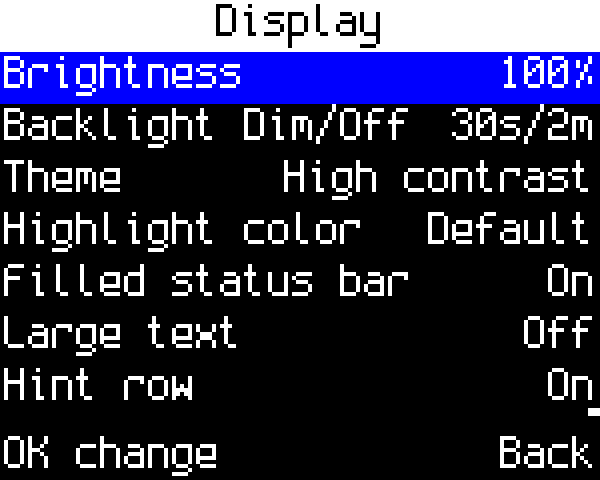 Display
Brightness 100%
Backlight Dim/Off 30s/2m
Theme High contrast
Highlight color Default
Filled status bar On
Large text Off
Hint row On
OK change Back